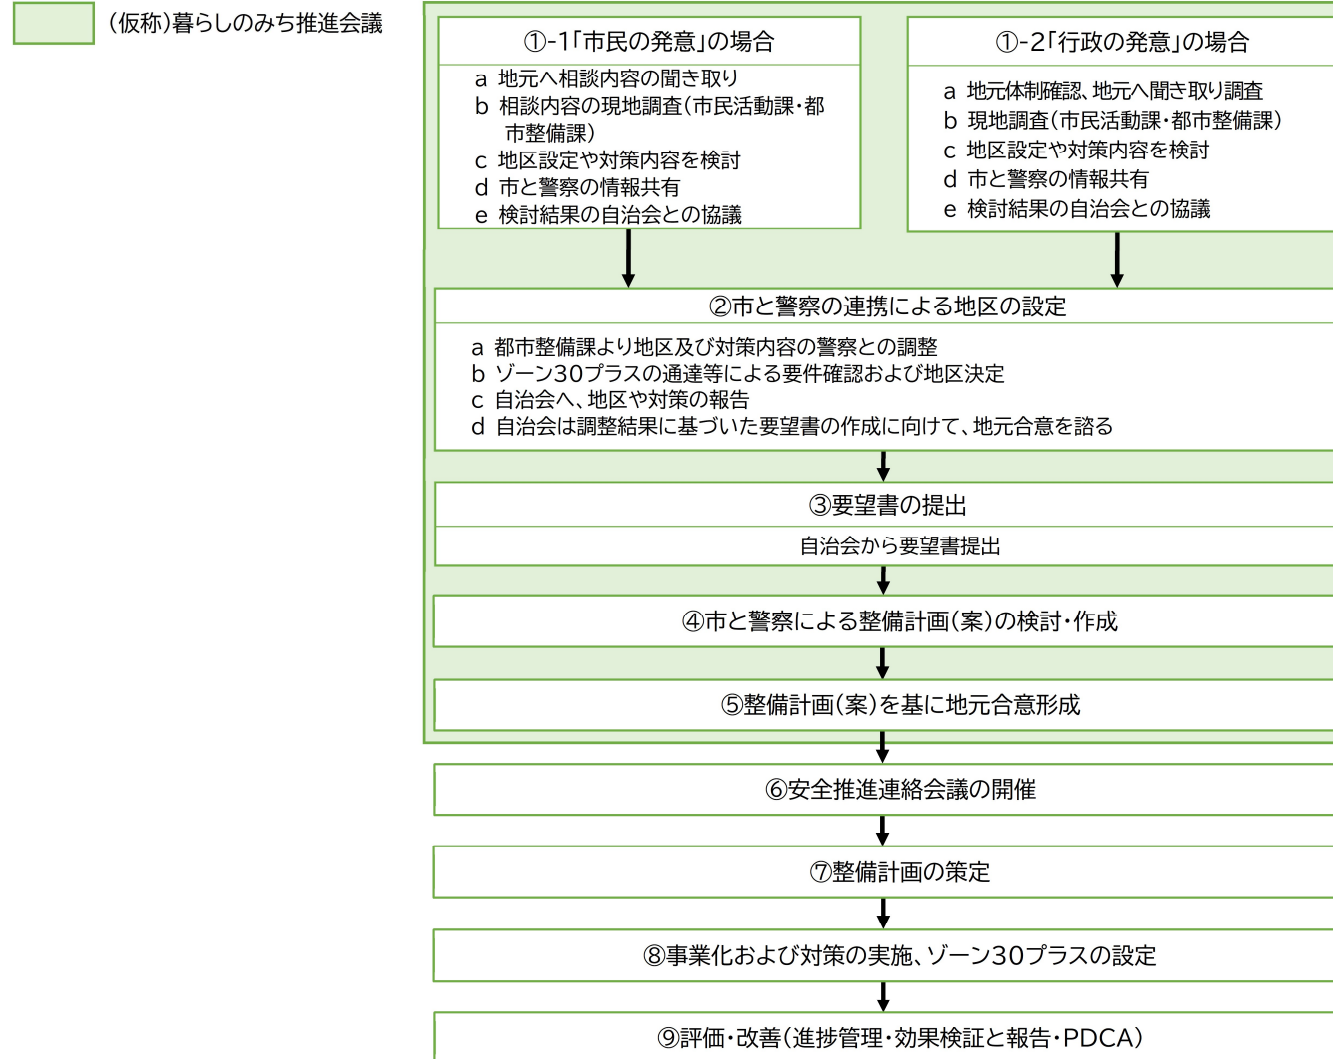 (仮称)暮らしのみち推進会議
①-1「市民の発意」の場合
a 地元へ相談内容の聞き取り
b 相談内容の現地調査(市民活動課・都
市整備課)
c 地区設定や対策内容を検討
d 市と警察の情報共有
e 検討結果の自治会との協議
①-2「行政の発意」の場合
a 地元体制確認、地元へ聞き取り調査
b 現地調査(市民活動課・都市整備課)
c 地区設定や対策内容を検討
d 市と警察の情報共有
e 検討結果の自治会との協議
②市と警察の連携による地区の設定
a 都市整備課より地区及び対策内容の警察との調整
b ゾーン30プラスの通達等による要件確認および地区決定
c 自治会へ、地区や対策の報告
d 自治会は調整結果に基づいた要望書の作成に向けて、地元合意を諮る
③要望書の提出
自治会から要望書提出
④市と警察による整備計画(案)の検討・作成
⑤整備計画(案)を基に地元合意形成
⑥安全推進連絡会議の開催
⑦整備計画の策定
⑧事業化および対策の実施、ゾーン30プラスの設定
⑨評価・改善(進捗管理・効果検証と報告・PDCA)